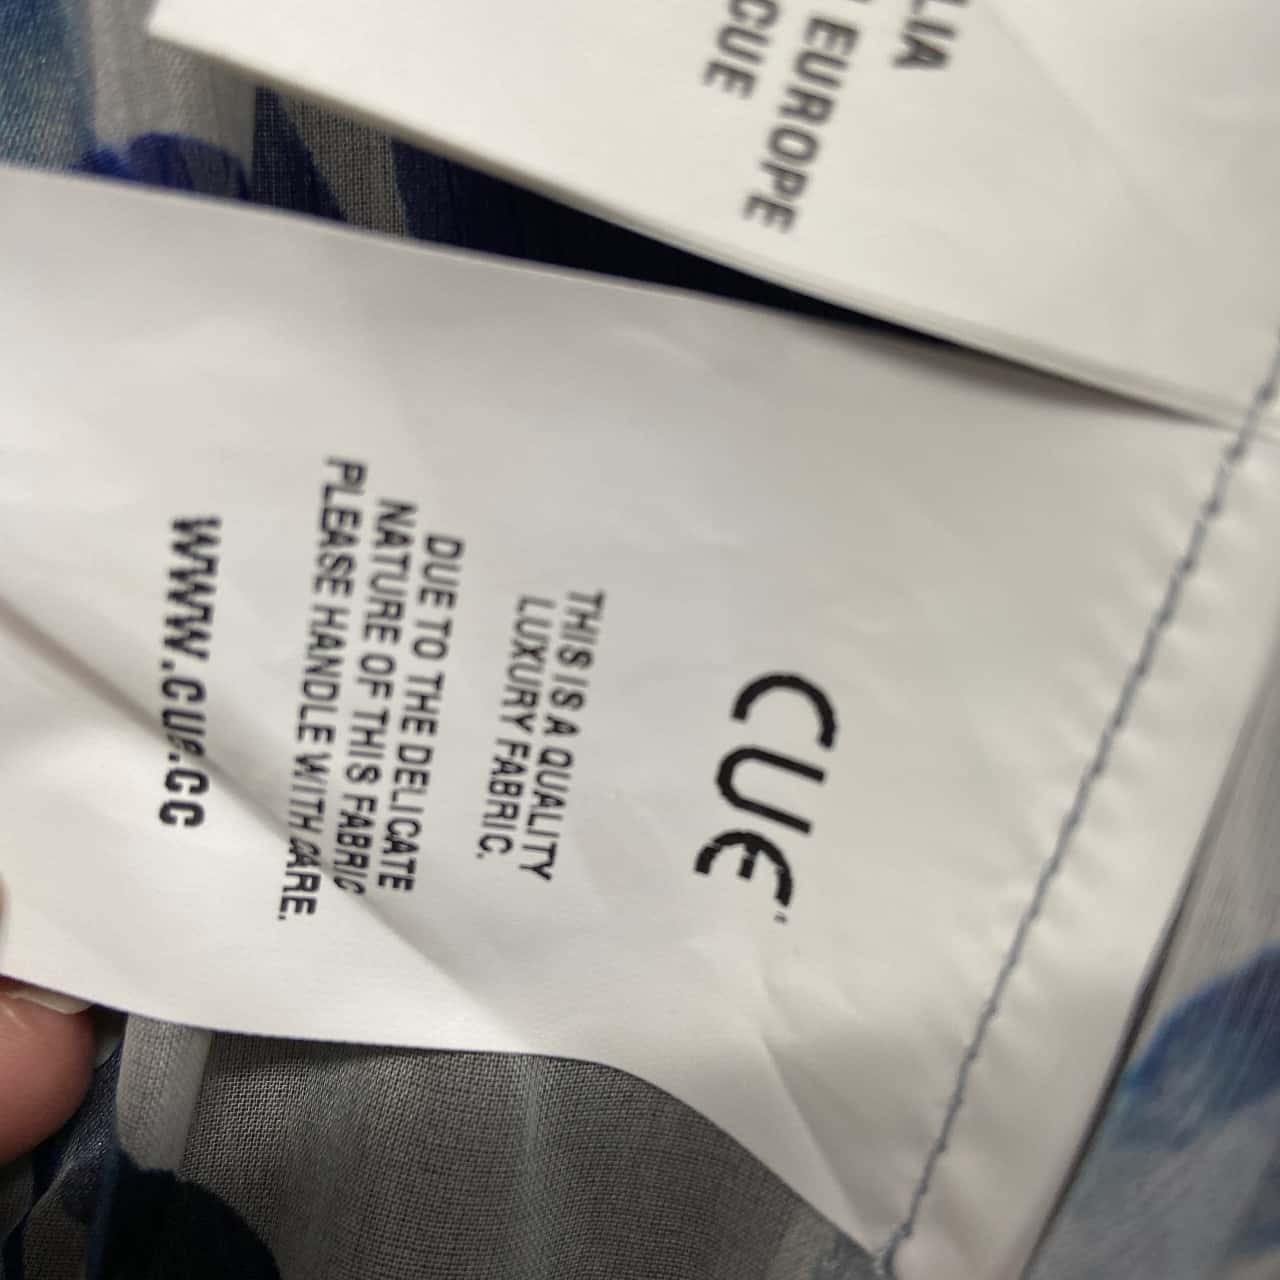 LIA
EUROPE
CUE
CUE
THIS IS A QUALITY
LUXURY FABRIC.
DUE TO THE DELICATE
NATURE OF THIS FABRIC
PLEASE HANDLE WITH CARE.
WWW.CUE.CC